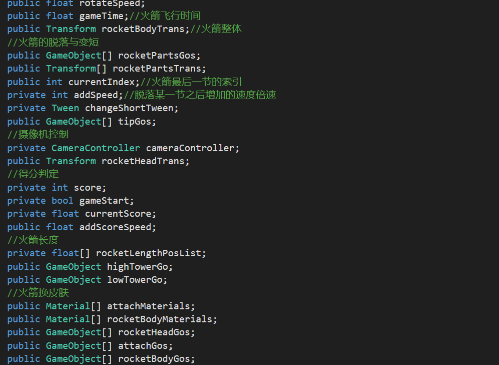 public float rotateSpeed;
public float gameTime;//火箭飞行时间
public Transform rocketBodyTrans;//火箭整体
//火箭的脱落与变短
public GameObject[] rocketPartsGos;
public Transform[] rocketPartsTrans;
public int currentIndex;//火箭最后一节的索引
private int addSpeed;//脱落某一节之后增加的速度倍速
private Tween changeShortTween;
public GameObject[] tipGos;
//摄像机控制
private CameraController cameraController;
public Transform rocketHeadTrans;
//得分判定
private int score;
private bool gameStart;
private float currentScore;
public float addScoreSpeed;
//火箭长度
private float[] rocketLengthPosList;
public GameObject highTowerGo;
public GameObject lowTowerGo;
//火箭换皮肤
public Material[] attachMaterials;
public Material[] rocketBodyMaterials;
public GameObject[] rocketHeadGos;
public GameObject[] attachGos;
public GameObject[] rocketBodyGos;